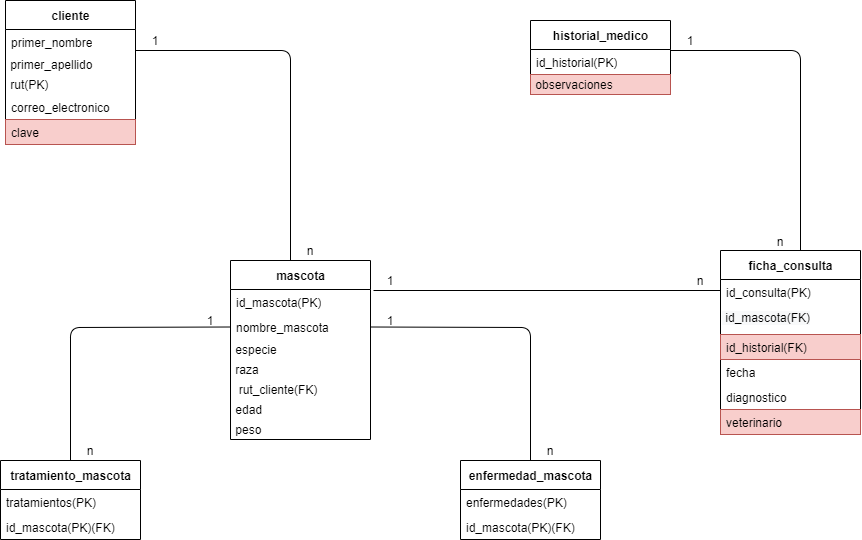 cliente
primer_nombre
primer_apellido
rut(PK)
correo_electronico
clave
1
n
historial_medico
id_historial(PK)
observaciones
1
n
mascota
id_mascota(PK)
nombre_mascota
especie
raza
rut_cliente(FK)
edad
peso
1
n
ficha_consulta
id_consulta(PK)
id_mascota(FK)
id_historial(FK)
fecha
diagnostico
veterinario
1
n
tratamiento_mascota
tratamientos(PK)
id_mascota(PK)(FK)
1
n
enfermedad_mascota
enfermedades(PK)
id_mascota(PK)(FK)